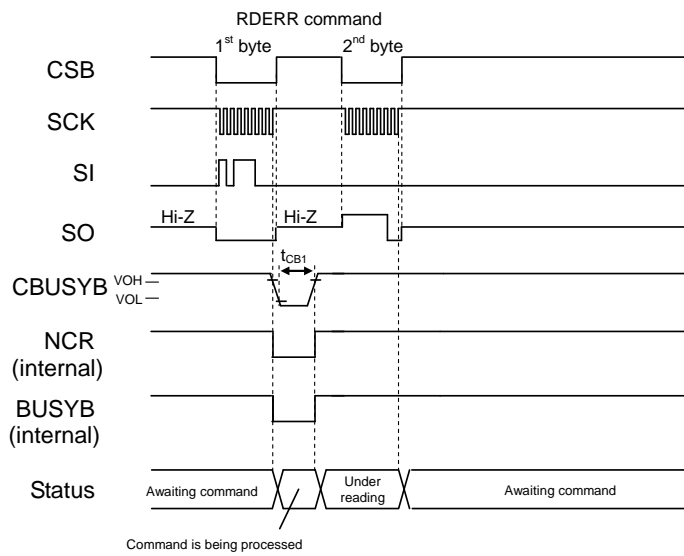 RDERR command
1st byte
2nd byte
CSB
SCK
SI
SO
Hi-Z
Hi-Z
tCB1
CBUSYB
VOH
VOL
NCR
(internal)
BUSYB
(internal)
Status
Awaiting command
Under
reading
Awaiting command
Command is being processed